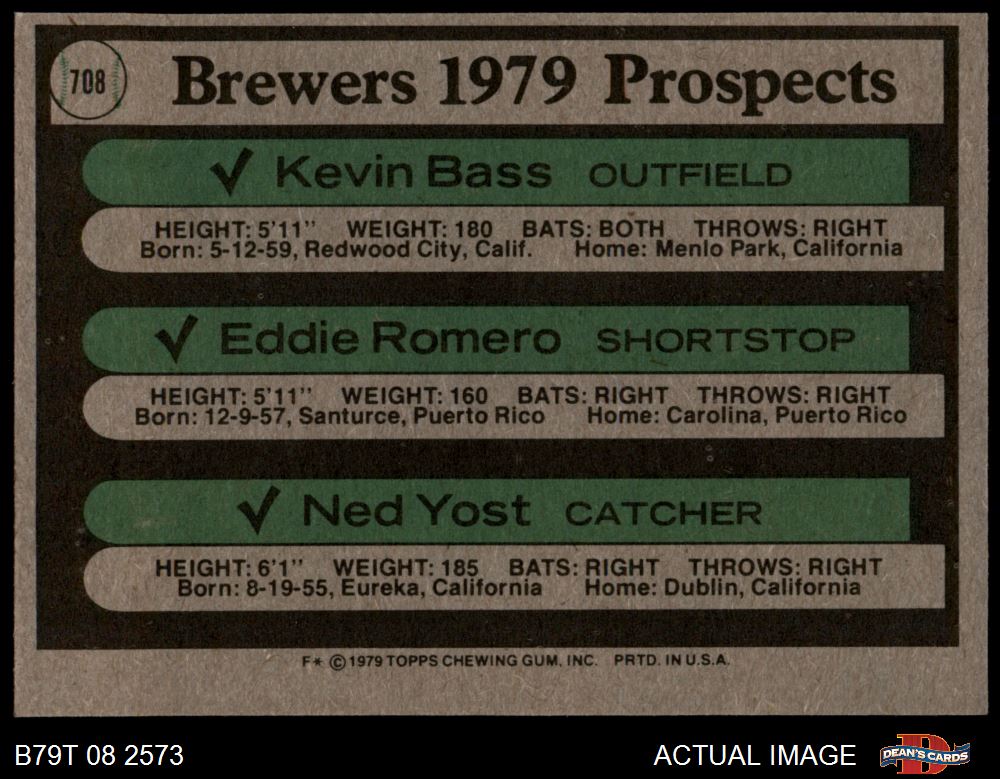 708
Brewers 1979 Prospects
✓ Kevin Bass OUTFIELD
HEIGHT: 5'11" WEIGHT: 180 BATS: BOTH THROWS: RIGHT
Born: 5-12-59, Redwood City, Calif. Home: Menlo Park, California
✓ Eddie Romero SHORTSTOP
HEIGHT: 5'11" WEIGHT: 160 BATS: RIGHT THROWS: RIGHT
Born: 12-9-57, Santurce, Puerto Rico Home: Carolina, Puerto Rico
✓ Ned Yost CATCHER
HEIGHT: 6'1" WEIGHT: 185 BATS: RIGHT THROWS: RIGHT
Born: 8-19-55, Eureka, California Home: Dublin, California
F* © 1979 TOPPS CHEWING GUM, INC. PRTD. IN U.S.A.
B79T 08 2573 ACTUAL IMAGE DEAN'S CARDS